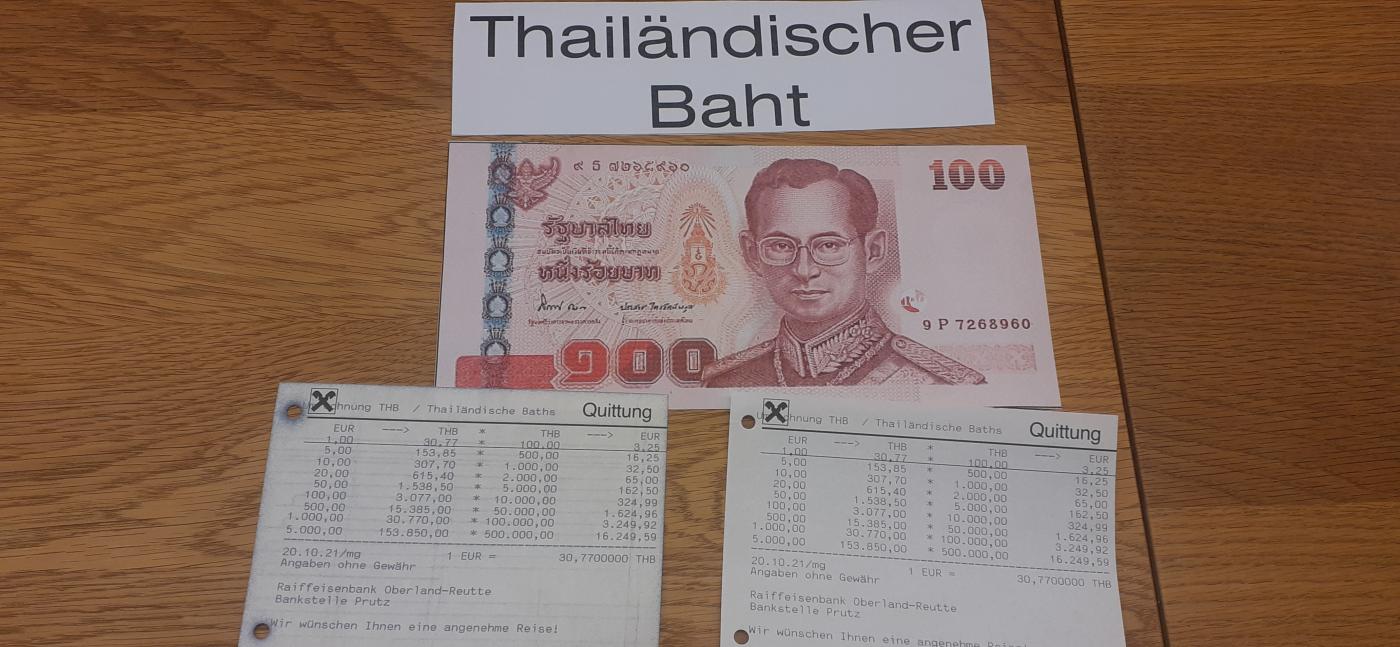 Thailändischer
Baht
๙ ธ ๗๒๖๘๙๖๐
100
รัฐบาลไทย
หนึ่งร้อยบาท
9 P 7268960
๑๐๐
hnung THB / Thailändische Baths Quittung
EUR ---> THB * THB ---> EUR
1,00 30,77 * 100,00 3,25
5,00 153,85 * 500,00 16,25
10,00 307,70 * 1.000,00 32,50
20,00 615,40 * 2.000,00 65,00
50,00 1.538,50 * 5.000,00 162,50
100,00 3.077,00 * 10.000,00 324,99
500,00 15.385,00 * 50.000,00 1.624,96
1.000,00 30.770,00 * 100.000,00 3.249,92
5.000,00 153.850,00 * 500.000,00 16.249,59
20.10.21/mg 1 EUR = 30,7700000 THB
Angaben ohne Gewähr
Raiffeisenbank Oberland-Reutte
Bankstelle Prutz
Wir wünschen Ihnen eine angenehme Reise!
hnung THB / Thailändische Baths Quittung
EUR ---> THB * THB ---> EUR
1,00 30,77 * 100,00 3,25
5,00 153,85 * 500,00 16,25
10,00 307,70 * 1.000,00 32,50
20,00 615,40 * 2.000,00 65,00
50,00 1.538,50 * 5.000,00 162,50
100,00 3.077,00 * 10.000,00 324,99
500,00 15.385,00 * 50.000,00 1.624,96
1.000,00 30.770,00 * 100.000,00 3.249,92
5.000,00 153.850,00 * 500.000,00 16.249,59
20.10.21/mg 1 EUR = 30,7700000 THB
Angaben ohne Gewähr
Raiffeisenbank Oberland-Reutte
Bankstelle Prutz
Wir wünschen Ihnen eine angenehme Reise!